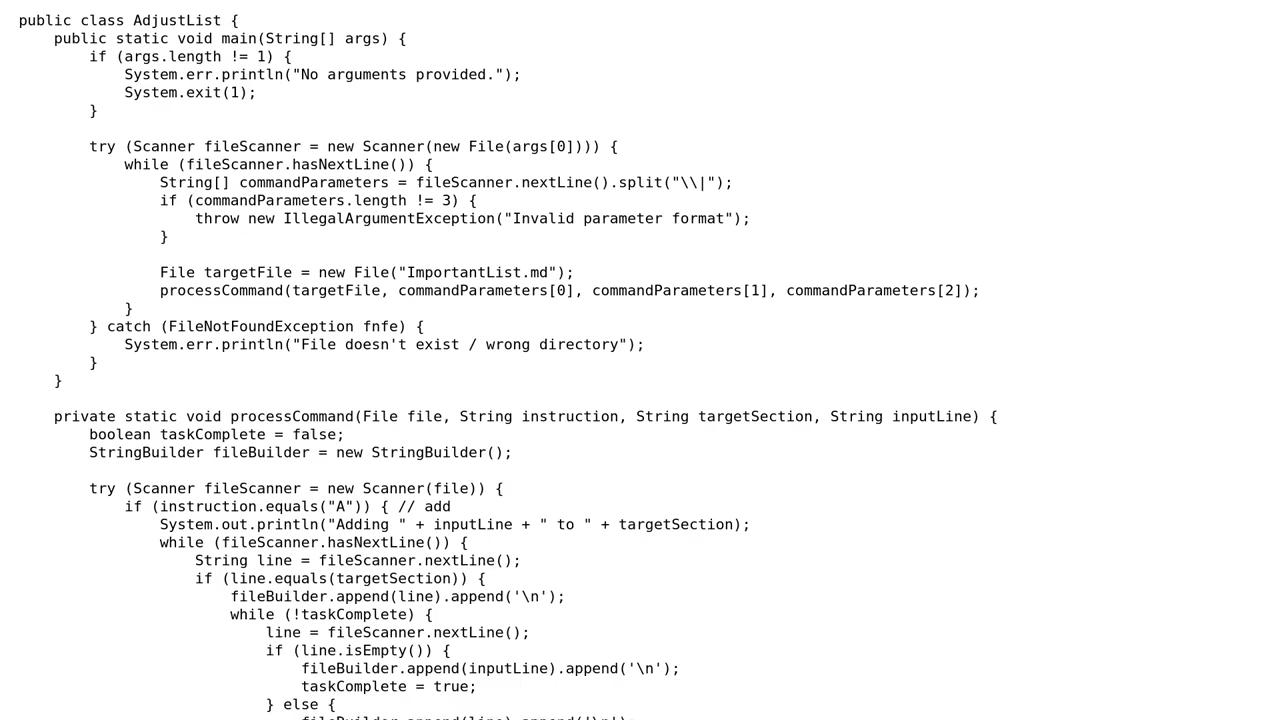 public class AdjustList {
    public static void main(String[] args) {
        if (args.length != 1) {
            System.err.println("No arguments provided.");
            System.exit(1);
        }

        try (Scanner fileScanner = new Scanner(new File(args[0]))) {
            while (fileScanner.hasNextLine()) {
                String[] commandParameters = fileScanner.nextLine().split("\\|");
                if (commandParameters.length != 3) {
                    throw new IllegalArgumentException("Invalid parameter format");
                }

                File targetFile = new File("ImportantList.md");
                processCommand(targetFile, commandParameters[0], commandParameters[1], commandParameters[2]);
            }
        } catch (FileNotFoundException fnfe) {
            System.err.println("File doesn't exist / wrong directory");
        }
    }

    private static void processCommand(File file, String instruction, String targetSection, String inputLine) {
        boolean taskComplete = false;
        StringBuilder fileBuilder = new StringBuilder();

        try (Scanner fileScanner = new Scanner(file)) {
            if (instruction.equals("A")) { // add
                System.out.println("Adding " + inputLine + " to " + targetSection);
                while (fileScanner.hasNextLine()) {
                    String line = fileScanner.nextLine();
                    if (line.equals(targetSection)) {
                        fileBuilder.append(line).append('\n');
                        while (!taskComplete) {
                            line = fileScanner.nextLine();
                            if (line.isEmpty()) {
                                fileBuilder.append(inputLine).append('\n');
                                taskComplete = true;
                            } else {